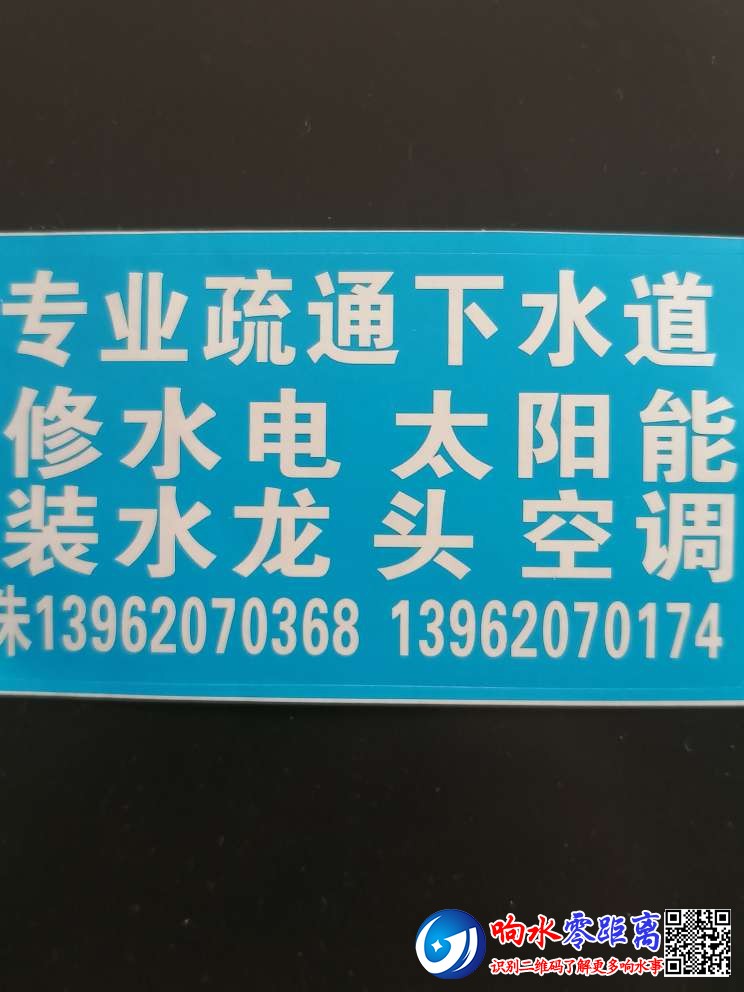 专业疏通下水道
修水电 太阳能
装水龙头 空调
13962070368 13962070174
响水零距离
识别二维码了解更多响水事